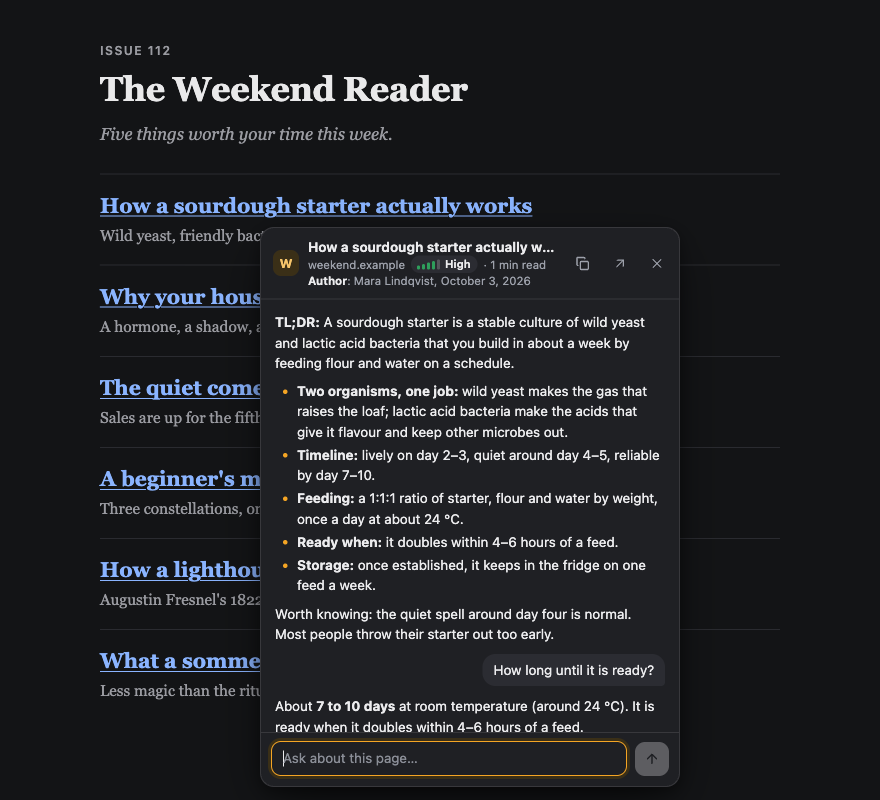 ISSUE 112
The Weekend Reader
Five things worth your time this week.
How a sourdough starter actually works
Wild yeast, friendly
Why your
A hormone, a shadow,
The quiet
Sales are up for the
A beginner's
Three constellations,
How a
Augustin Fresnel's 1822
What a
Less magic than the
W
How a sourdough starter actually w...
weekend.example High · 1 min read
Author: Mara Lindqvist, October 3, 2026
TL;DR: A sourdough starter is a stable culture of wild yeast
and lactic acid bacteria that you build in about a week by
feeding flour and water on a schedule.
• Two organisms, one job: wild yeast makes the gas that
raises the loaf; lactic acid bacteria make the acids that
give it flavour and keep other microbes out.
• Timeline: lively on day 2–3, quiet around day 4–5, reliable
by day 7–10.
• Feeding: a 1:1:1 ratio of starter, flour and water by weight,
once a day at about 24 °C.
• Ready when: it doubles within 4–6 hours of a feed.
• Storage: once established, it keeps in the fridge on one
feed a week.
Worth knowing: the quiet spell around day four is normal.
Most people throw their starter out too early.
How long until it is ready?
About 7 to 10 days at room temperature (around 24 °C). It is
ready when it doubles within 4–6 hours of a feed.
Ask about this page...